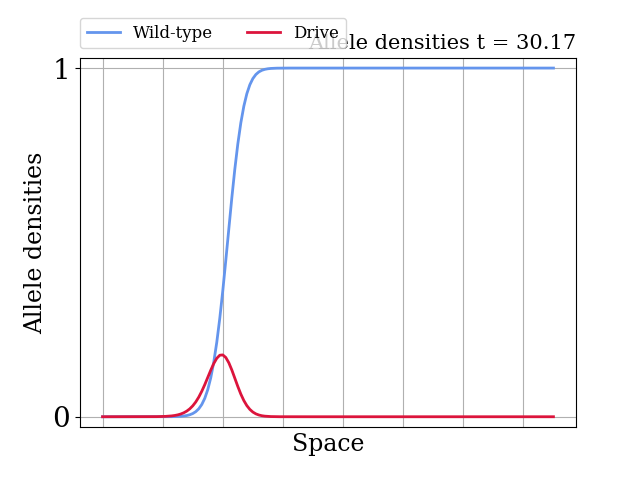 Wild-type Drive
Allele densities t = 30.17
1
Allele densities
0
Space